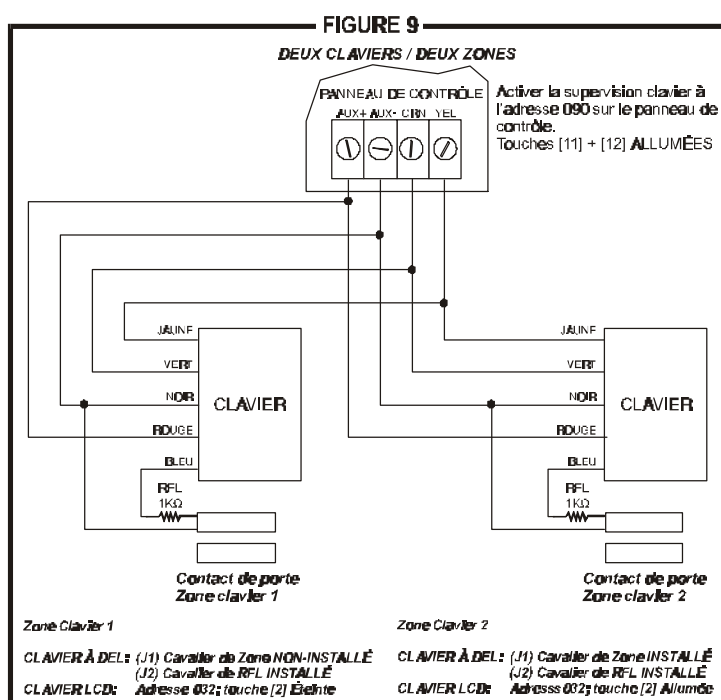 FIGURE 9
DEUX CLAVIERS / DEUX ZONES
PANNEAU DE CONTRÔLE
AUX+ AUX- GRN YEL
Activer la supervision clavier à
l'adresse 090 sur le panneau de
contrôle.
Touches [11] + [12] ALLUMÉES
JAUNE
VERT
NOIR
ROUGE
BLEU
CLAVIER
RFL
1KΩ
Contact de porte
Zone clavier 1
JAUNE
VERT
NOIR
ROUGE
BLEU
CLAVIER
RFL
1KΩ
Contact de porte
Zone clavier 2
Zone Clavier 1
CLAVIER À DEL: (J1) Cavalier de Zone NON-INSTALLÉ
(J2) Cavalier de RFL INSTALLÉ
CLAVIER LCD: Adresse 032; touche [2] Éteinte
Zone Clavier 2
CLAVIER À DEL: (J1) Cavalier de Zone INSTALLÉ
(J2) Cavalier de RFL INSTALLÉ
CLAVIER LCD: Adresss 032; touche [2] Allumée